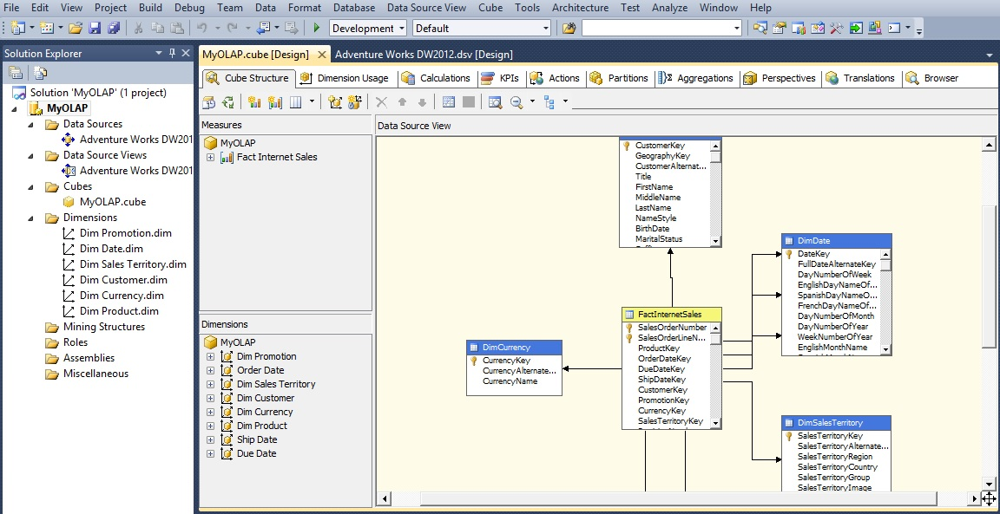 File Edit View Project Build Debug Team Data Format Database Data Source View Cube Tools Architecture Test Analyze Window Help
Development Default
Solution Explorer
Solution 'MyOLAP' (1 project)
MyOLAP
Data Sources
Adventure Works DW201
Data Source Views
Adventure Works DW201
Cubes
MyOLAP.cube
Dimensions
Dim Promotion.dim
Dim Date.dim
Dim Sales Territory.dim
Dim Customer.dim
Dim Currency.dim
Dim Product.dim
Mining Structures
Roles
Assemblies
Miscellaneous
MyOLAP.cube [Design] Adventure Works DW2012.dsv [Design]
Cube Structure Dimension Usage Calculations KPIs Actions Partitions Aggregations Perspectives Translations Browser
Measures
MyOLAP
Fact Internet Sales
Dimensions
MyOLAP
Dim Promotion
Order Date
Dim Sales Territory
Dim Customer
Dim Currency
Dim Product
Ship Date
Due Date
Data Source View
CustomerKey
GeographyKey
CustomerAlternat...
Title
FirstName
MiddleName
LastName
NameStyle
BirthDate
MaritalStatus
DimDate
DateKey
FullDateAlternateKey
DayNumberOfWeek
EnglishDayNameOf...
SpanishDayNameO...
FrenchDayNameOf...
DayNumberOfMonth
DayNumberOfYear
WeekNumberOfYear
EnglishMonthName
FactInternetSales
SalesOrderNumber
SalesOrderLineN...
ProductKey
OrderDateKey
DueDateKey
ShipDateKey
CustomerKey
PromotionKey
CurrencyKey
SalesTerritoryKey
DimCurrency
CurrencyKey
CurrencyAlternate...
CurrencyName
DimSalesTerritory
SalesTerritoryKey
SalesTerritoryAlternate...
SalesTerritoryRegion
SalesTerritoryCountry
SalesTerritoryGroup
SalesTerritoryImage